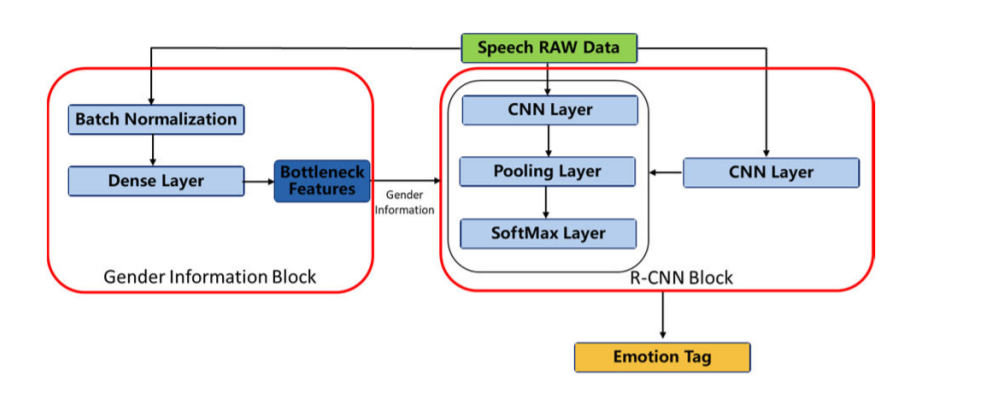 Speech RAW Data
Batch Normalization
Dense Layer
Bottleneck
Features
Gender
Information
Gender Information Block
CNN Layer
Pooling Layer
SoftMax Layer
CNN Layer
R-CNN Block
Emotion Tag